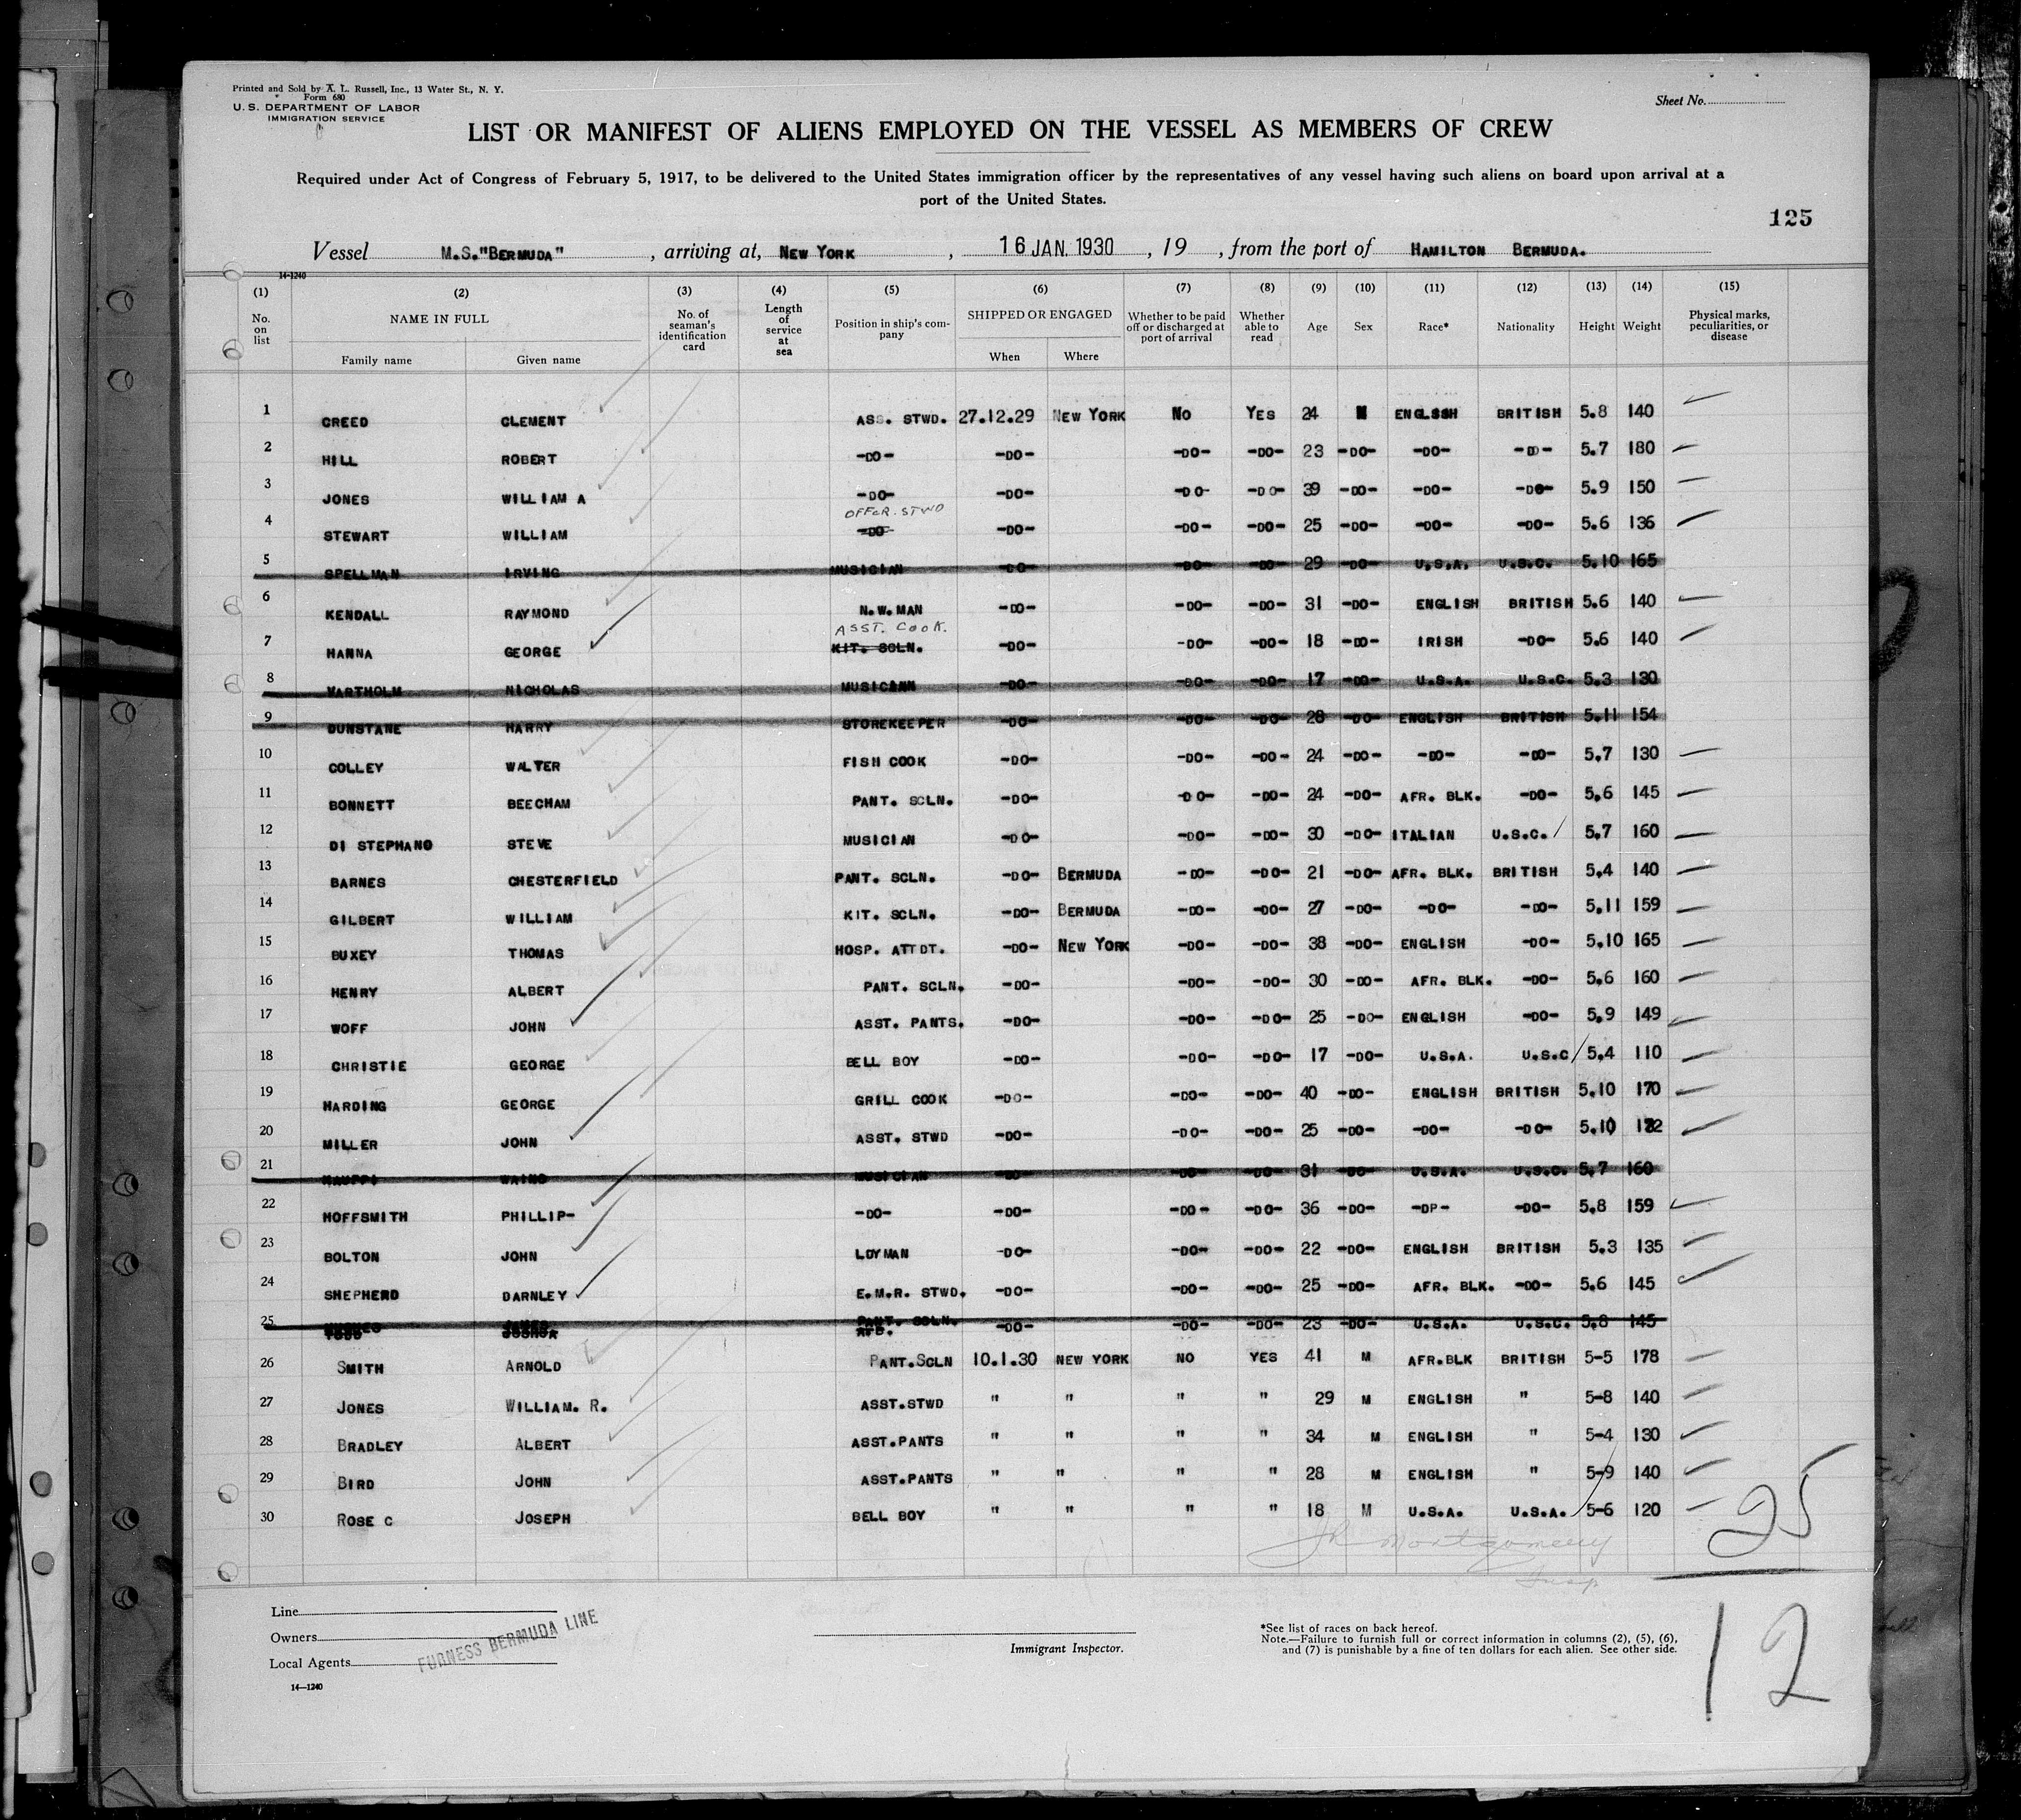 Printed and Sold by A. L. Russell, Inc., 13 Water St., N. Y.
Form 680
U. S. DEPARTMENT OF LABOR
IMMIGRATION SERVICE
Sheet No.
LIST OR MANIFEST OF ALIENS EMPLOYED ON THE VESSEL AS MEMBERS OF CREW
Required under Act of Congress of February 5, 1917, to be delivered to the United States immigration officer by the representatives of any vessel having such aliens on board upon arrival at a
port of the United States.
125
Vessel M.S."BERMUDA" , arriving at, NEW YORK , 16 JAN. 1930 , 19 , from the port of HAMILTON BERMUDA.
14-1240
(1) (2) (3) (4) (5) (6) (7) (8) (9) (10) (11) (12) (13) (14) (15)
No. on list NAME IN FULL Family name Given name No. of seaman's identification card Length of service at sea Position in ship's company SHIPPED OR ENGAGED When Where Whether to be paid off or discharged at port of arrival Whether able to read Age Sex Race* Nationality Height Weight Physical marks, peculiarities, or disease
1 CREED CLEMENT ASS. STWD. 27.12.29 NEW YORK NO YES 24 M ENGLSSH BRITISH 5.8 140
2 HILL ROBERT -DO- -DO- -DO- -DO- 23 -DO- -DO- -D- 5.7 180
3 JONES WILLIAM A -DO- -DO- -DO- -DO- 39 -DO- -DO- -DO- 5.9 150
OFFCR. STWD
4 STEWART WILLIAM -DO- -DO- -DO- -DO- 25 -DO- -DO- -DO- 5.6 136
5 SPELLMAN IRVING MUSICIAN -DO- -DO- -DO- 29 -DO- U.S.A. U.S.C. 5.10 165
6 KENDALL RAYMOND N.W.MAN -DO- -DO- -DO- 31 -DO- ENGLISH BRITISH 5.6 140
ASST. COOK.
7 HANNA GEORGE KIT. SCLN. -DO- -DO- -DO- 18 -DO- IRISH -DO- 5.6 140
8 VARTHOLM NICHOLAS MUSICANN -DO- -DO- -DO- 17 -DO- U.S.A. U.S.C. 5.3 130
9 DUNSTANE HARRY STOREKEEPER -DO- -DO- -DO- 28 -DO- ENGLISH BRITISH 5.11 154
10 COLLEY WALTER FISH COOK -DO- -DO- -DO- 24 -DO- -DO- -DO- 5.7 130
11 BONNETT BEECHAM PANT. SCLN. -DO- -DO- -DO- 24 -DO- AFR. BLK. -DO- 5.6 145
12 DI STEPHANO STEVE MUSICIAN -DO- -DO- -DO- 30 -DO- ITALIAN U.S.C. 5.7 160
13 BARNES CHESTERFIELD PANT. SCLN. -DO- BERMUDA -DO- -DO- 21 -DO- AFR. BLK. BRITISH 5.4 140
14 GILBERT WILLIAM KIT. SCLN. -DO- BERMUDA -DO- -DO- 27 -DO- -DO- -DO- 5.11 159
15 BUXEY THOMAS HOSP. ATTDT. -DO- NEW YORK -DO- -DO- 38 -DO- ENGLISH -DO- 5.10 165
16 HENRY ALBERT PANT. SCLN. -DO- -DO- -DO- 30 -DO- AFR. BLK. -DO- 5.6 160
17 WOFF JOHN ASST. PANTS. -DO- -DO- -DO- 25 -DO- ENGLISH -DO- 5.9 149
18 CHRISTIE GEORGE BELL BOY -DO- -DO- -DO- 17 -DO- U.S.A. U.S.C 5.4 110
19 HARDING GEORGE GRILL COOK -DO- -DO- -DO- 40 -DO- ENGLISH BRITISH 5.10 170
20 MILLER JOHN ASST. STWD -DO- -DO- -DO- 25 -DO- -DO- -DO- 5.10
21 KAUPPI WAINO MUSICIAN -DO- -DO- -DO- 31 -DO- U.S.A. U.S.C. 5.7 160
22 HOFFSMITH PHILLIP- -DO- -DO- -DO- -DO- 36 -DO- -DP- -DO- 5.8 159
23 BOLTON JOHN LDYMAN -DO- -DO- -DO- 22 -DO- ENGLISH BRITISH 5.3 135
24 SHEPHERD DARNLEY E.M.R. STWD. -DO- -DO- -DO- 25 -DO- AFR. BLK. -DO- 5.6 145
25 TODD JOSHUA PANT. SCLN. -DO- -DO- -DO- 23 -DO- U.S.A. U.S.C. 5.8 145
26 SMITH ARNOLD PANT.SCLN 10.1.30 NEW YORK NO YES 41 M AFR.BLK BRITISH 5-5 178
27 JONES WILLIAM. R. ASST.STWD " " " " 29 M ENGLISH " 5-8 140
28 BRADLEY ALBERT ASST.PANTS " " " " 34 M ENGLISH " 5-4 130
29 BIRD JOHN ASST.PANTS " " " " 28 M ENGLISH " 5-9 140
30 ROSE C JOSEPH BELL BOY " " " " 18 M U.S.A. U.S.A. 5-6 120
25
Montgomery
Insp
Line
Owners
Local Agents
FURNESS BERMUDA LINE
14—1240
Immigrant Inspector.
*See list of races on back hereof.
Note.—Failure to furnish full or correct information in columns (2), (5), (6),
and (7) is punishable by a fine of ten dollars for each alien. See other side.
12